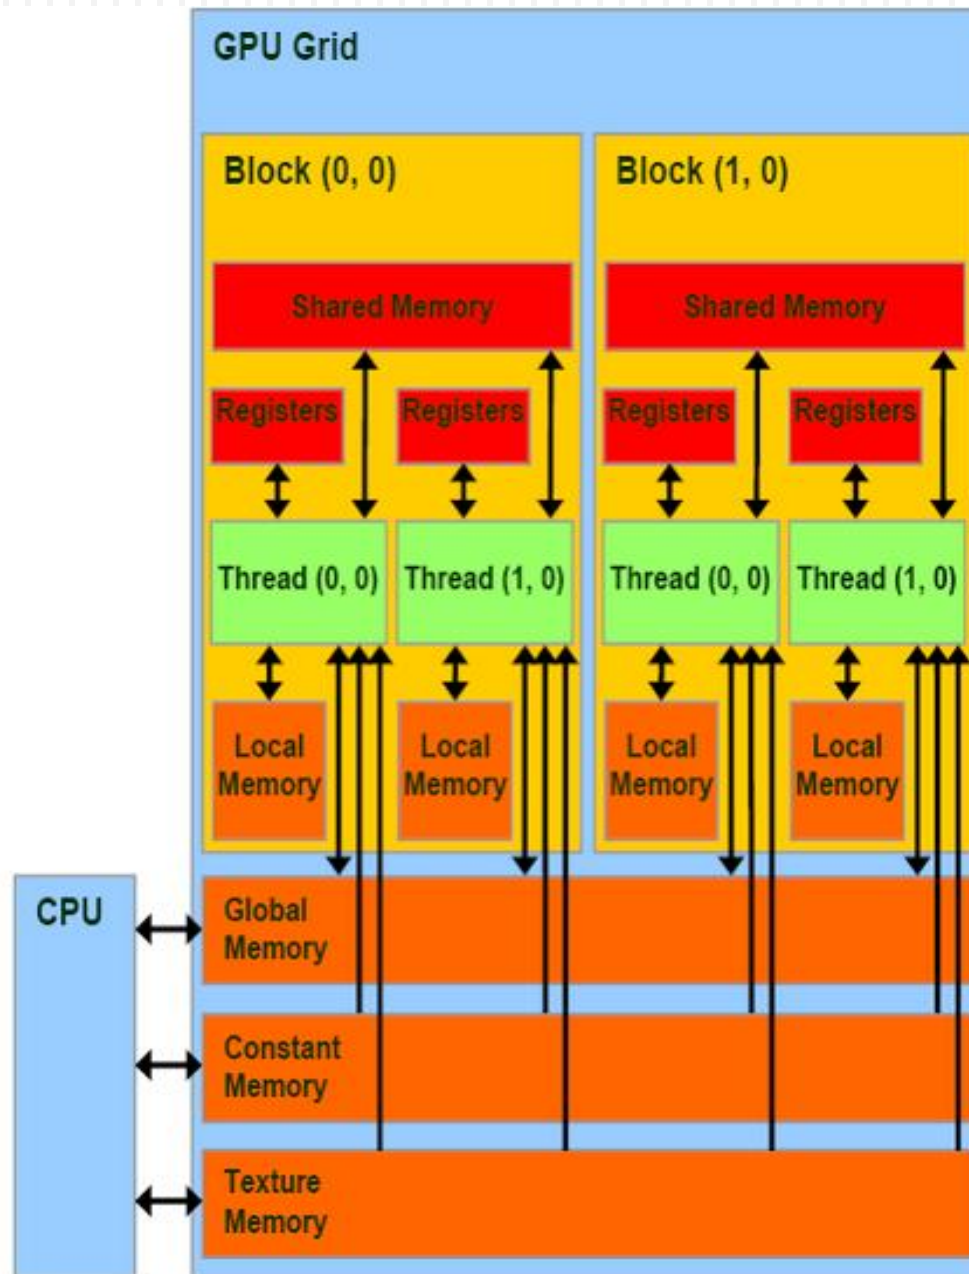 GPU Grid
Block (0, 0)
Shared Memory
Registers
Registers
Thread (0, 0)
Thread (1, 0)
Local
Memory
Local
Memory
Block (1, 0)
Shared Memory
Registers
Registers
Thread (0, 0)
Thread (1, 0)
Local
Memory
Local
Memory
CPU
Global
Memory
Constant
Memory
Texture
Memory